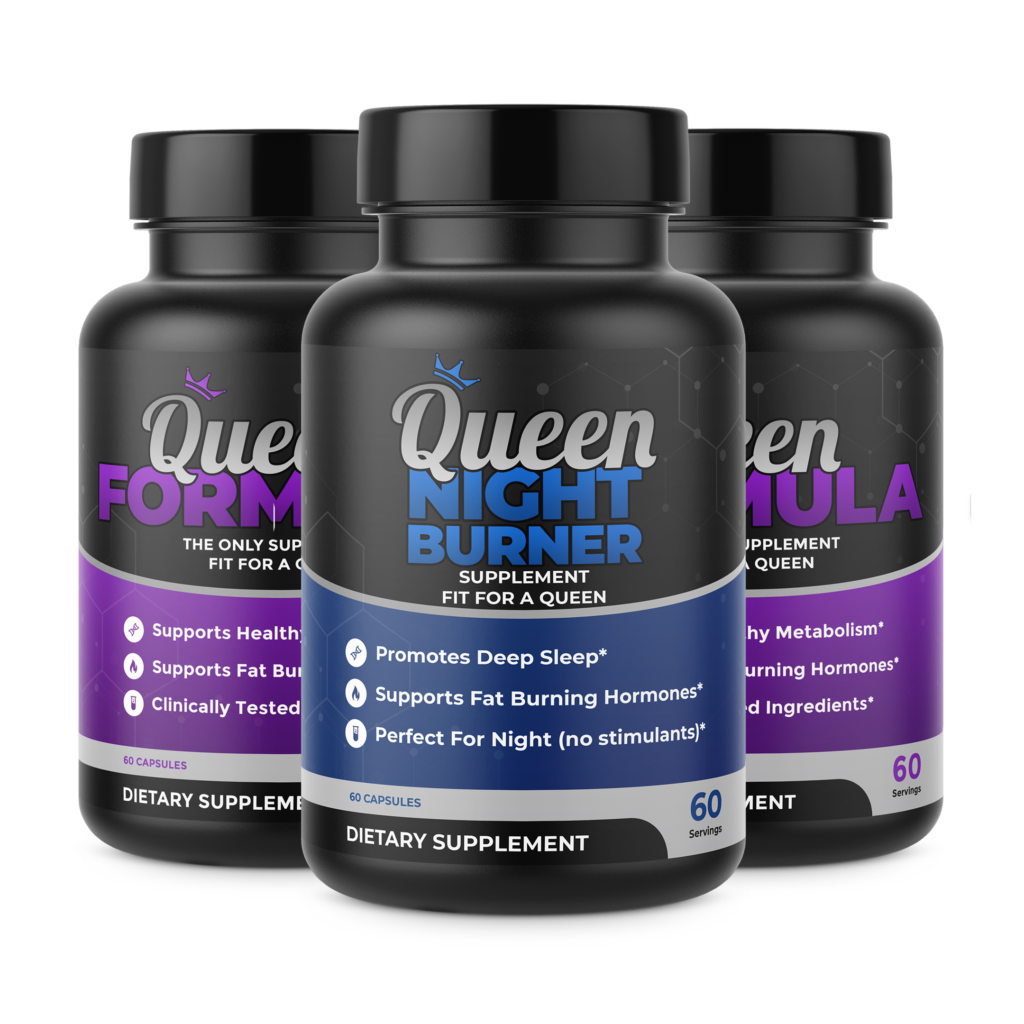 Queen
NIGHT
BURNER
SUPPLEMENT
FIT FOR A QUEEN
Promotes Deep Sleep*
Supports Fat Burning Hormones*
Perfect For Night (no stimulants)*
60 CAPSULES
60
Servings
DIETARY SUPPLEMENT
Quee
FORM
THE ONLY SUP
FIT FOR A
Supports Healthy
Supports Fat Bur
Clinically Tested
60 CAPSULES
DIETARY SUPPLEME
een
MULA
UPPLEMENT
A QUEEN
hy Metabolism*
urning Hormones*
ed Ingredients*
60
Servings
MENT